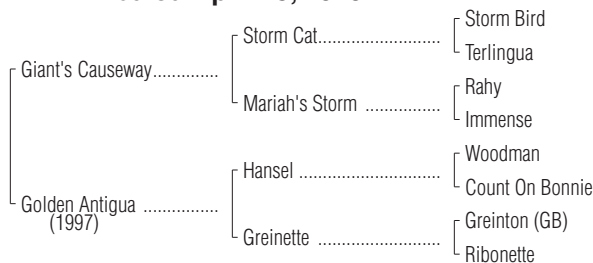 Storm Bird
Storm Cat
Terlingua
Giant's Causeway
Rahy
Mariah's Storm
Immense
Woodman
Hansel
Count On Bonnie
Golden Antigua
(1997)
Greinton (GB)
Greinette
Ribonette